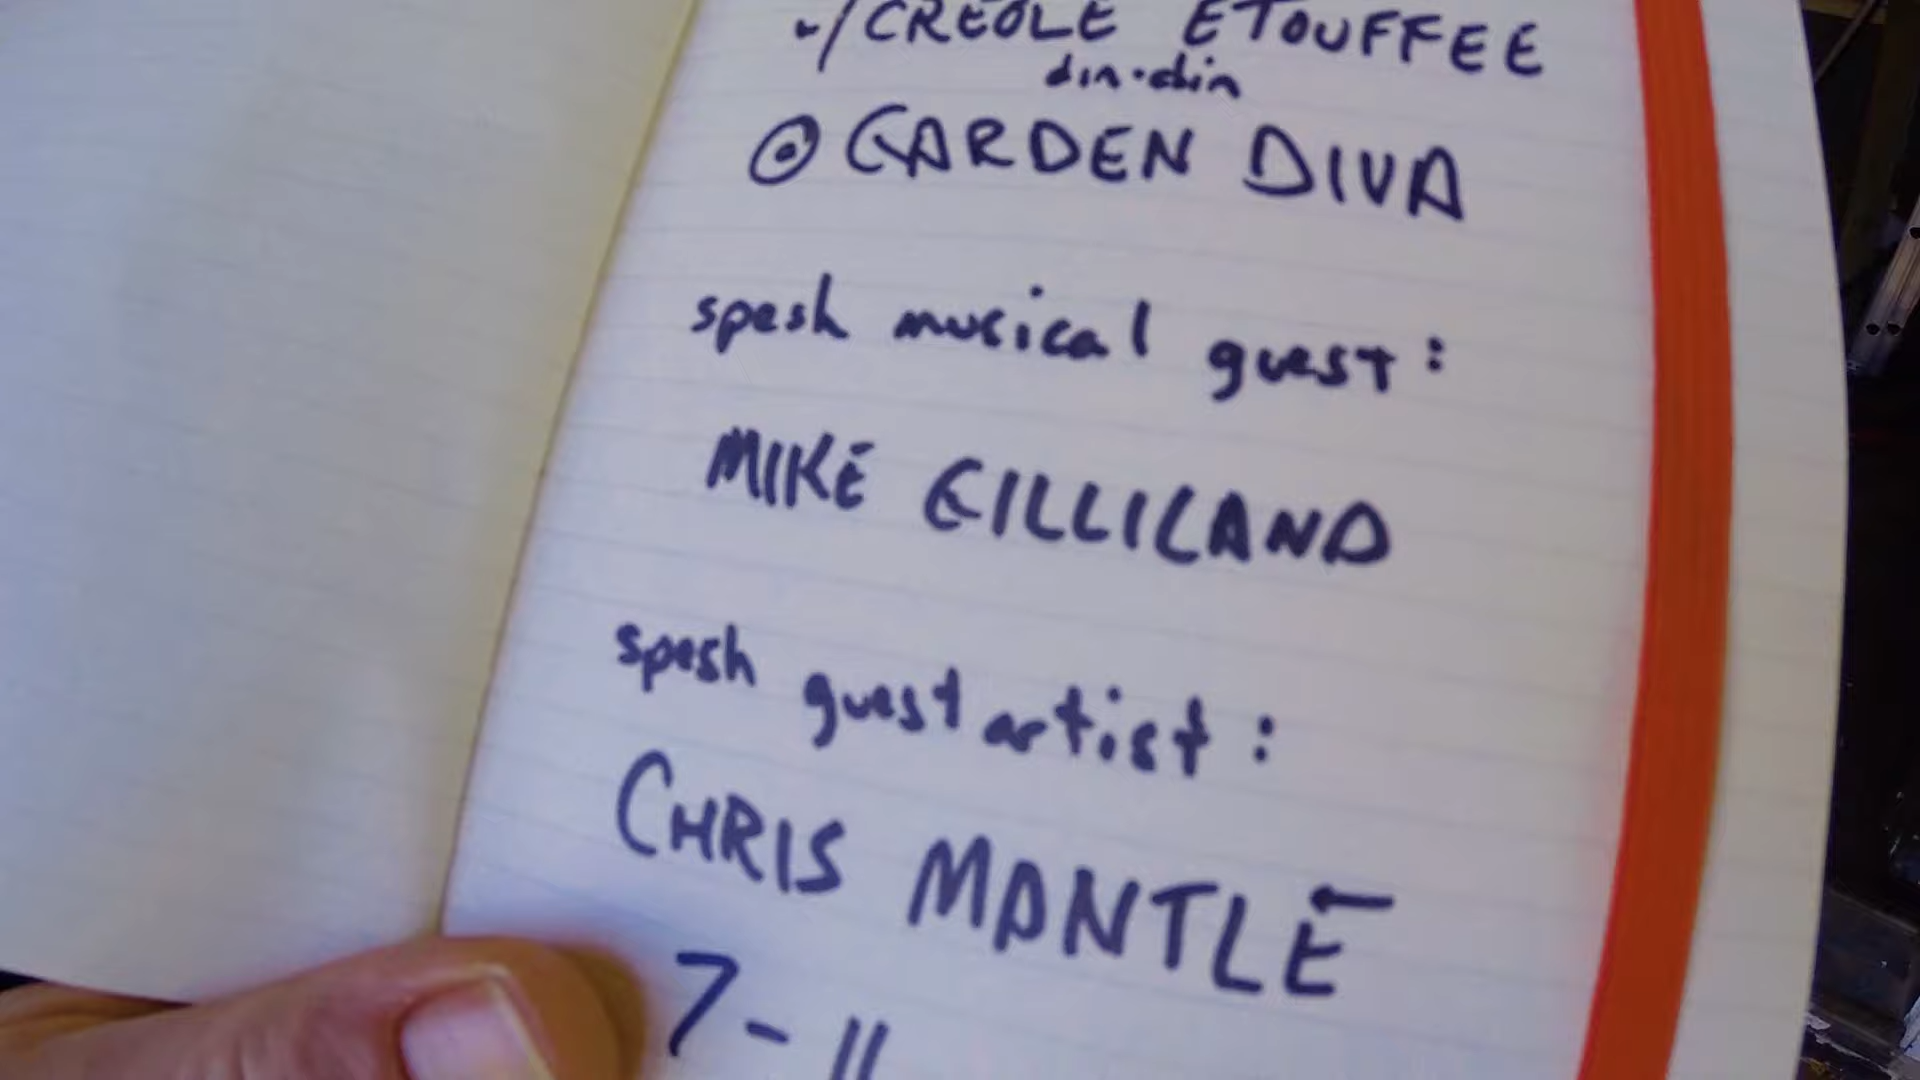 w/CREOLE ETOUFFEE
din-din
@ GARDEN DIVA
spesh musical guest:
MIKE GILLILAND
spesh guest artist:
CHRIS MANTLE
7-11